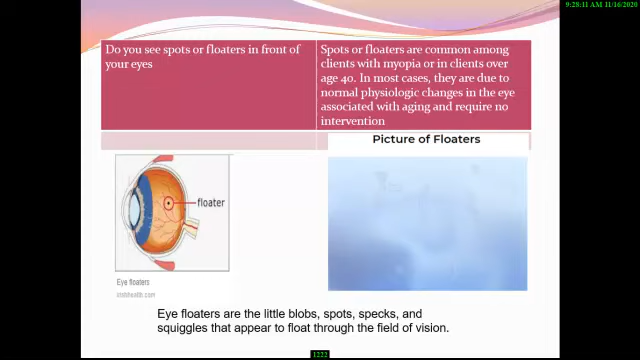 9:28:11 AM 11/16/2020
Do you see spots or floaters in front of
your eyes
Spots or floaters are common among
clients with myopia or in clients over
age 40. In most cases, they are due to
normal physiologic changes in the eye
associated with aging and require no
intervention
Picture of Floaters
floater
Eye floaters
Eye floaters are the little blobs, spots, specks, and
squiggles that appear to float through the field of vision.
1222